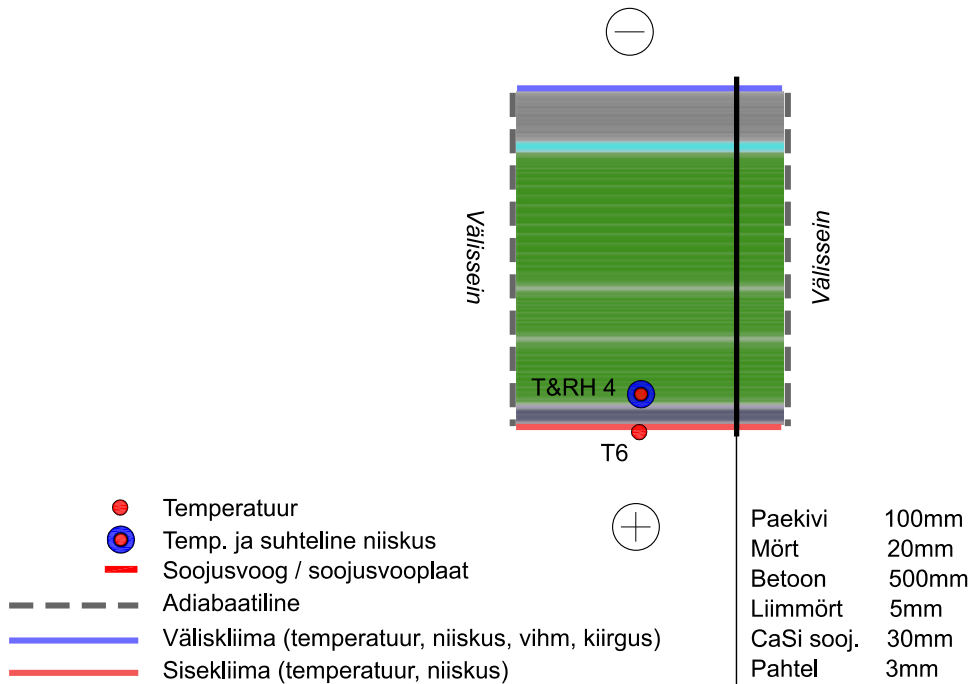 Välissein
Välissein
T&RH 4
T6
Temperatuur
Temp. ja suhteline niiskus
Soojusvoog / soojusvooplaat
Adiabaatiline
Väliskliima (temperatuur, niiskus, vihm, kiirgus)
Sisekliima (temperatuur, niiskus)
Paekivi 100mm
Mört 20mm
Betoon 500mm
Liimmört 5mm
CaSi sooj. 30mm
Pahtel 3mm